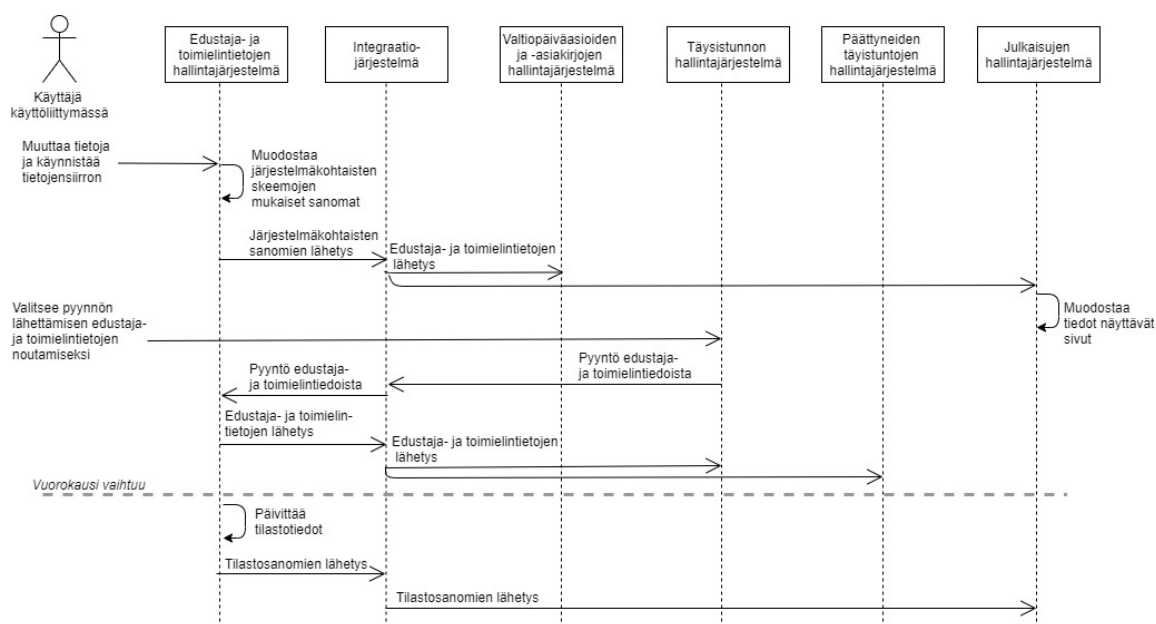 Edustaja- ja
toimielintietojen
hallintajärjestelmä
Integraatio-
järjestelmä
Valtiopäiväasioiden
ja -asiakirjojen
hallintajärjestelmä
Täysistunnon
hallintajärjestelmä
Päättyneiden
täyistuntojen
hallintajärjestelmä
Julkaisujen
hallintajärjestelmä
Käyttäjä
käyttöliittymässä
Muuttaa tietoja
ja käynnistää
tietojensiirron
Muodostaa
järjestelmäkohtaisten
skeemojen
mukaiset sanomat
Järjestelmäkohtaisten
sanomien lähetys
Edustaja- ja toimielintietojen
lähetys
Muodostaa
tiedot näyttävät
sivut
Valitsee pyynnön
lähettämisen edustaja-
ja toimielintietojen
noutamiseksi
Pyyntö edustaja-
ja toimielintiedoista
Pyyntö edustaja-
ja toimielintiedoista
Edustaja- ja toimielin-
tietojen lähetys
Edustaja- ja toimielintietojen
lähetys
Vuorokausi vaihtuu
Päivittää
tilastotiedot
Tilastosanomien lähetys
Tilastosanomien lähetys